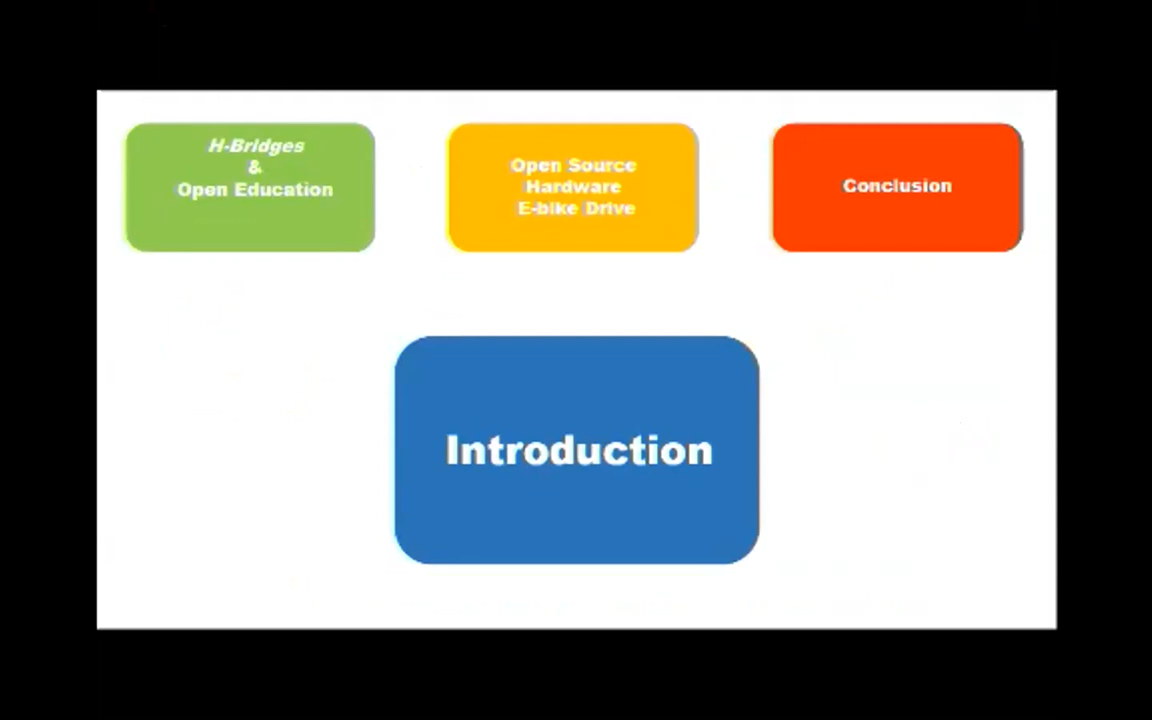 H-Bridges
&
Open Education
Open Source
Hardware
E-bike Drive
Conclusion
Introduction